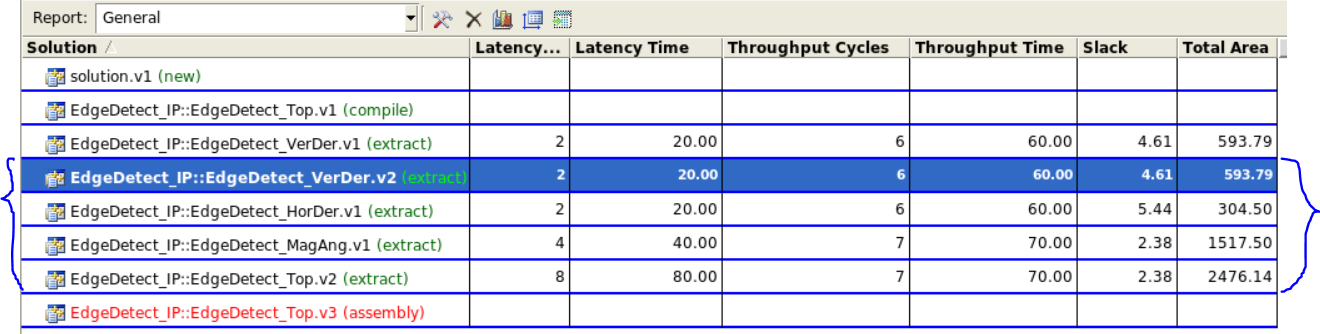 Report: General
Solution Latency... Latency Time Throughput Cycles Throughput Time Slack Total Area
solution.v1 (new)
EdgeDetect_IP::EdgeDetect_Top.v1 (compile)
EdgeDetect_IP::EdgeDetect_VerDer.v1 (extract) 2 20.00 6 60.00 4.61 593.79
EdgeDetect_IP::EdgeDetect_VerDer.v2 (extract) 2 20.00 6 60.00 4.61 593.79
EdgeDetect_IP::EdgeDetect_HorDer.v1 (extract) 2 20.00 6 60.00 5.44 304.50
EdgeDetect_IP::EdgeDetect_MagAng.v1 (extract) 4 40.00 7 70.00 2.38 1517.50
EdgeDetect_IP::EdgeDetect_Top.v2 (extract) 8 80.00 7 70.00 2.38 2476.14
EdgeDetect_IP::EdgeDetect_Top.v3 (assembly)